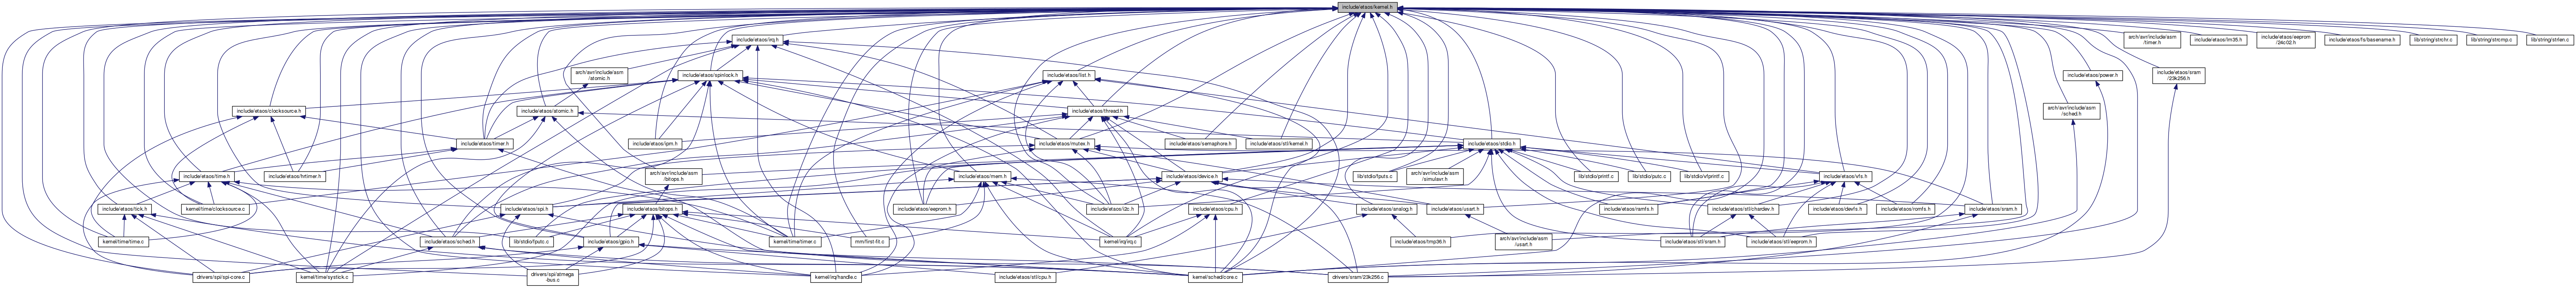 include/etaos/kernel.h
include/etaos/irq.h
arch/avr/include/asm
/timer.h
include/etaos/lm35.h
include/etaos/eeprom
/24c02.h
include/etaos/fs/basename.h
lib/string/strchr.c
lib/string/strcmp.c
lib/string/strlen.c
arch/avr/include/asm
/atomic.h
include/etaos/spinlock.h
include/etaos/list.h
include/etaos/power.h
include/etaos/sram
/23k256.h
include/etaos/clocksource.h
include/etaos/atomic.h
include/etaos/thread.h
arch/avr/include/asm
/sched.h
include/etaos/timer.h
include/etaos/ipm.h
include/etaos/mutex.h
include/etaos/semaphore.h
include/etaos/stl/kernel.h
include/etaos/stdio.h
include/etaos/time.h
include/etaos/hrtimer.h
arch/avr/include/asm
/bitops.h
include/etaos/mem.h
include/etaos/device.h
lib/stdio/fputs.c
arch/avr/include/asm
/simulavr.h
lib/stdio/printf.c
lib/stdio/putc.c
lib/stdio/vfprintf.c
include/etaos/vfs.h
include/etaos/tick.h
kernel/time/clocksource.c
include/etaos/spi.h
include/etaos/bitops.h
include/etaos/eeprom.h
include/etaos/i2c.h
include/etaos/cpu.h
include/etaos/analog.h
include/etaos/usart.h
include/etaos/ramfs.h
include/etaos/stl/chardev.h
include/etaos/devfs.h
include/etaos/romfs.h
include/etaos/sram.h
kernel/time/time.c
include/etaos/sched.h
lib/stdio/fputc.c
include/etaos/gpio.h
kernel/time/timer.c
mm/first-fit.c
kernel/irq/irq.c
include/etaos/tmp36.h
arch/avr/include/asm
/usart.h
include/etaos/stl/sram.h
include/etaos/stl/eeprom.h
drivers/spi/spi-core.c
kernel/time/systick.c
drivers/spi/atmega
-bus.c
kernel/irq/handle.c
include/etaos/stl/cpu.h
kernel/sched/core.c
drivers/sram/23k256.c